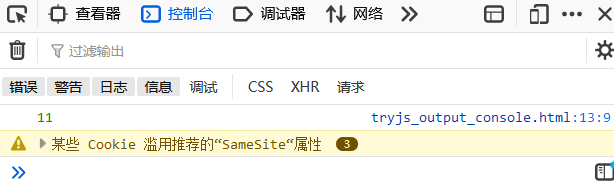 查看器 控制台 调试器 网络
过滤输出
错误 警告 日志 信息 调试 CSS XHR 请求
11 tryjs_output_console.html:13:9
某些 Cookie 滥用推荐的“SameSite“属性 3